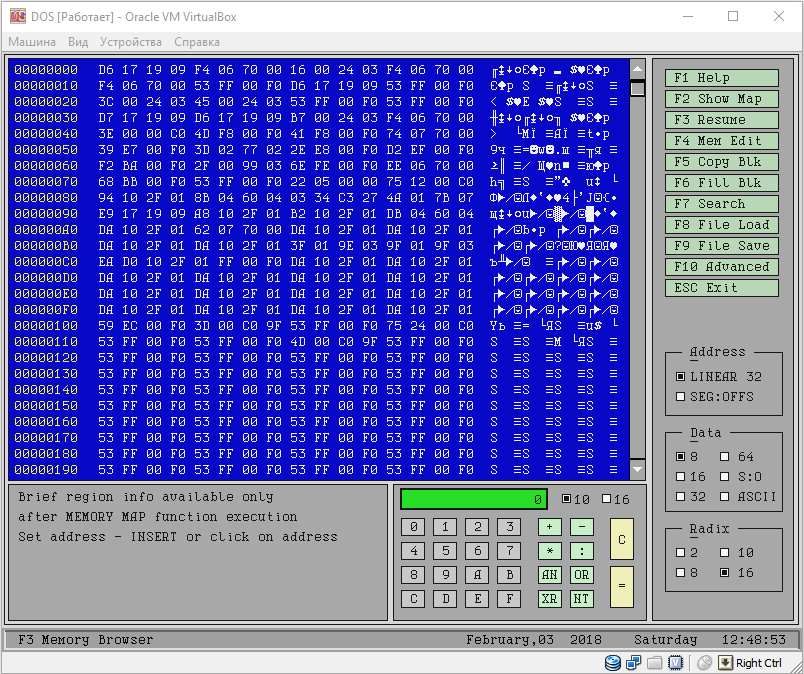 DOS [Работает] - Oracle VM VirtualBox
Машина Вид Устройства Справка
00000000 D6 17 19 09 F4 06 70 00 16 00 24 03 F4 06 70 00
00000010 F4 06 70 00 53 FF 00 F0 D6 17 19 09 53 FF 00 F0
00000020 3C 00 24 03 45 00 24 03 53 FF 00 F0 53 FF 00 F0
00000030 D7 17 19 09 D6 17 19 09 B7 00 24 03 F4 06 70 00
00000040 3E 00 00 C0 4D F8 00 F0 41 F8 00 F0 74 07 70 00
00000050 39 E7 00 F0 3D 02 77 02 2E E8 00 F0 D2 EF 00 F0
00000060 F2 BA 00 F0 2F 00 99 03 6E FE 00 F0 EE 06 70 00
00000070 68 BB 00 F0 53 FF 00 F0 22 05 00 00 75 12 00 C0
00000080 94 10 2F 01 8B 04 60 04 03 34 C3 27 4A 01 7B 07
00000090 E9 17 19 09 A8 10 2F 01 B2 10 2F 01 DB 04 60 04
000000A0 DA 10 2F 01 62 07 70 00 DA 10 2F 01 DA 10 2F 01
000000B0 DA 10 2F 01 DA 10 2F 01 3F 01 9E 03 9F 01 9F 03
000000C0 EA D0 10 2F 01 FF 00 F0 DA 10 2F 01 DA 10 2F 01
000000D0 DA 10 2F 01 DA 10 2F 01 DA 10 2F 01 DA 10 2F 01
000000E0 DA 10 2F 01 DA 10 2F 01 DA 10 2F 01 DA 10 2F 01
000000F0 DA 10 2F 01 DA 10 2F 01 DA 10 2F 01 DA 10 2F 01
00000100 59 EC 00 F0 3D 00 C0 9F 53 FF 00 F0 75 24 00 C0
00000110 53 FF 00 F0 53 FF 00 F0 4D 00 C0 9F 53 FF 00 F0
00000120 53 FF 00 F0 53 FF 00 F0 53 FF 00 F0 53 FF 00 F0
00000130 53 FF 00 F0 53 FF 00 F0 53 FF 00 F0 53 FF 00 F0
00000140 53 FF 00 F0 53 FF 00 F0 53 FF 00 F0 53 FF 00 F0
00000150 53 FF 00 F0 53 FF 00 F0 53 FF 00 F0 53 FF 00 F0
00000160 53 FF 00 F0 53 FF 00 F0 53 FF 00 F0 53 FF 00 F0
00000170 53 FF 00 F0 53 FF 00 F0 53 FF 00 F0 53 FF 00 F0
00000180 53 FF 00 F0 53 FF 00 F0 53 FF 00 F0 53 FF 00 F0
00000190 53 FF 00 F0 53 FF 00 F0 53 FF 00 F0 53 FF 00 F0
F1 Help
F2 Show Map
F3 Resume
F4 Mem Edit
F5 Copy Blk
F6 Fill Blk
F7 Search
F8 File Load
F9 File Save
F10 Advanced
ESC Exit
Address
LINEAR 32
SEG:OFFS
Data
8 64
16 S:O
32 ASCII
Radix
2 10
8 16
Brief region info available only
after MEMORY MAP function execution
Set address - INSERT or click on address
0 10 16
0 1 2 3 + - C
4 5 6 7 * :
8 9 A B AN OR =
C D E F XR NT
F3 Memory Browser February,03 2018 Saturday 12:48:53
Right Ctrl